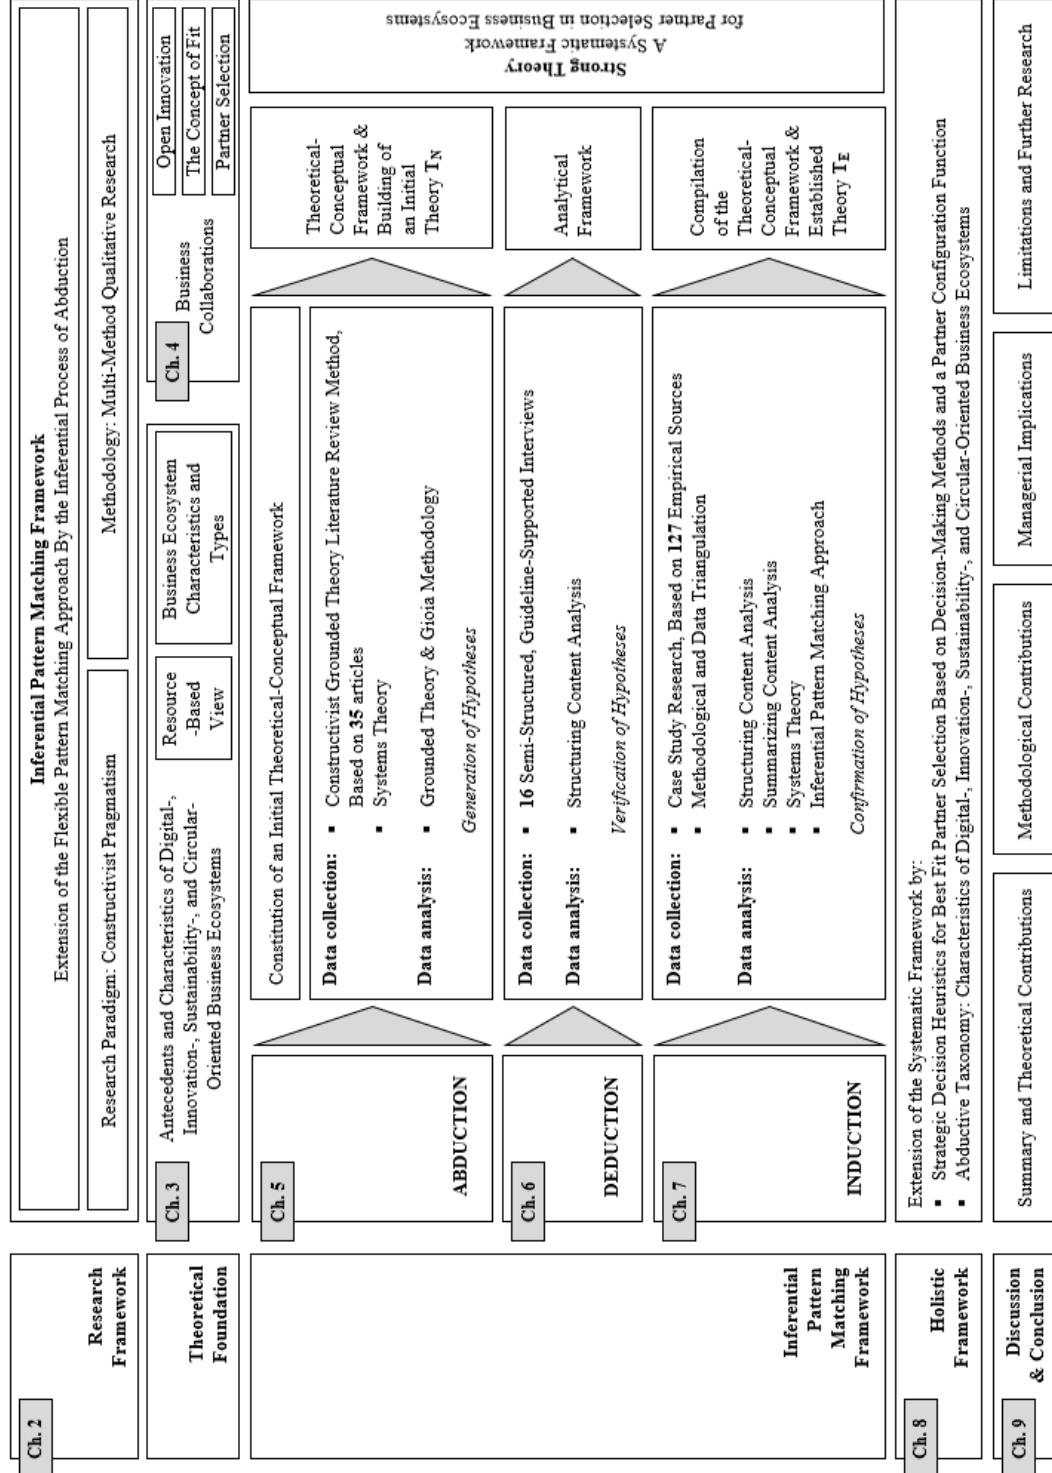 Ch. 2
Research
Framework
Inferential Pattern Matching Framework
Extension of the Flexible Pattern Matching Approach By the Inferential Process of Abduction
Research Paradigm: Constructivist Pragmatism
Methodology: Multi-Method Qualitative Research
Theoretical
Foundation
Ch. 3
Antecedents and Characteristics of Digital-,
Innovation-, Sustainability-, and Circular-
Oriented Business Ecosystems
Resource
-Based
View
Business Ecosystem
Characteristics and
Types
Ch. 4
Business
Collaborations
Open Innovation
The Concept of Fit
Partner Selection
Inferential
Pattern
Matching
Framework
Ch. 5
ABDUCTION
Constitution of an Initial Theoretical-Conceptual Framework
Data collection:
▪ Constructivist Grounded Theory Literature Review Method,
Based on 35 articles
▪ Systems Theory
Data analysis:
▪ Grounded Theory & Gioia Methodology
Generation of Hypotheses
Theoretical-
Conceptual
Framework &
Building of
an Initial
Theory TN
Ch. 6
DEDUCTION
Data collection:
▪ 16 Semi-Structured, Guideline-Supported Interviews
Data analysis:
▪ Structuring Content Analysis
Verification of Hypotheses
Analytical
Framework
Ch. 7
INDUCTION
Data collection:
▪ Case Study Research, Based on 127 Empirical Sources
▪ Methodological and Data Triangulation
Data analysis:
▪ Structuring Content Analysis
▪ Summarizing Content Analysis
▪ Systems Theory
▪ Inferential Pattern Matching Approach
Confirmation of Hypotheses
Compilation
of the
Theoretical-
Conceptual
Framework &
Established
Theory TE
Strong Theory
A Systematic Framework
for Partner Selection in Business Ecosystems
Ch. 8
Holistic
Framework
Extension of the Systematic Framework by:
▪ Strategic Decision Heuristics for Best Fit Partner Selection Based on Decision-Making Methods and a Partner Configuration Function
▪ Abductive Taxonomy: Characteristics of Digital-, Innovation-, Sustainability-, and Circular-Oriented Business Ecosystems
Ch. 9
Discussion
& Conclusion
Summary and Theoretical Contributions
Methodological Contributions
Managerial Implications
Limitations and Further Research